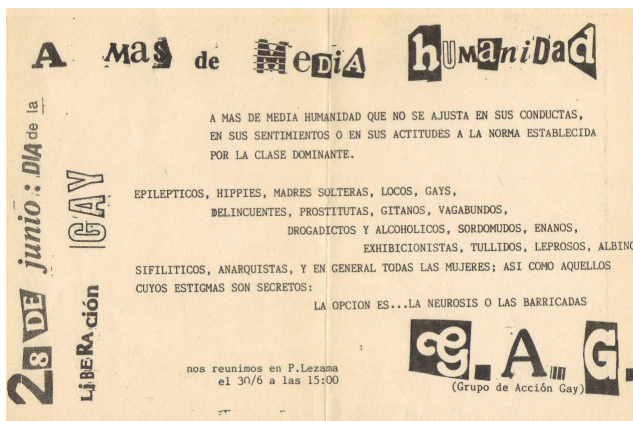 A MAS de MEDIA HUMANIDAD
28 DE junio: DIA de la
LIBERACIÓN GAY
A MAS DE MEDIA HUMANIDAD QUE NO SE AJUSTA EN SUS CONDUCTAS,
EN SUS SENTIMIENTOS O EN SUS ACTITUDES A LA NORMA ESTABLECIDA
POR LA CLASE DOMINANTE.
EPILEPTICOS, HIPPIES, MADRES SOLTERAS, LOCOS, GAYS,
DELINCUENTES, PROSTITUTAS, GITANOS, VAGABUNDOS,
DROGADICTOS Y ALCOHOLICOS, SORDOMUDOS, ENANOS,
EXHIBICIONISTAS, TULLIDOS, LEPROSOS, ALBINO
SIFILITICOS, ANARQUISTAS, Y EN GENERAL TODAS LAS MUJERES; ASI COMO AQUELLOS
CUYOS ESTIGMAS SON SECRETOS:
LA OPCION ES...LA NEUROSIS O LAS BARRICADAS
nos reunimos en P.Lezama
el 30/6 a las 15:00
G.A.G.
(Grupo de Acción Gay)